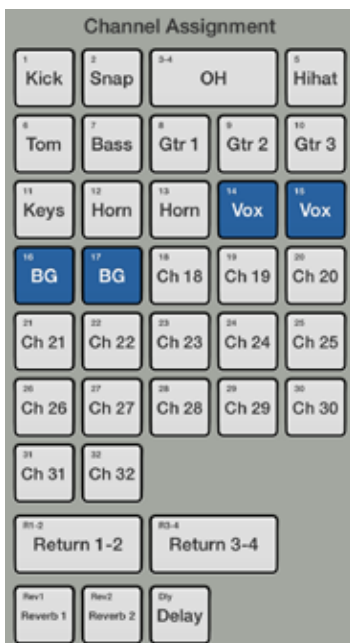 Channel Assignment
1 2 3-4 5
Kick Snap OH Hihat
6 7 8 9 10
Tom Bass Gtr 1 Gtr 2 Gtr 3
11 12 13 14 15
Keys Horn Horn Vox Vox
16 17 18 19 20
BG BG Ch 18 Ch 19 Ch 20
21 22 23 24 25
Ch 21 Ch 22 Ch 23 Ch 24 Ch 25
26 27 28 29 30
Ch 26 Ch 27 Ch 28 Ch 29 Ch 30
31 32
Ch 31 Ch 32
R1-2 R3-4
Return 1-2 Return 3-4
Rev1 Rev2 Dly
Reverb 1 Reverb 2 Delay